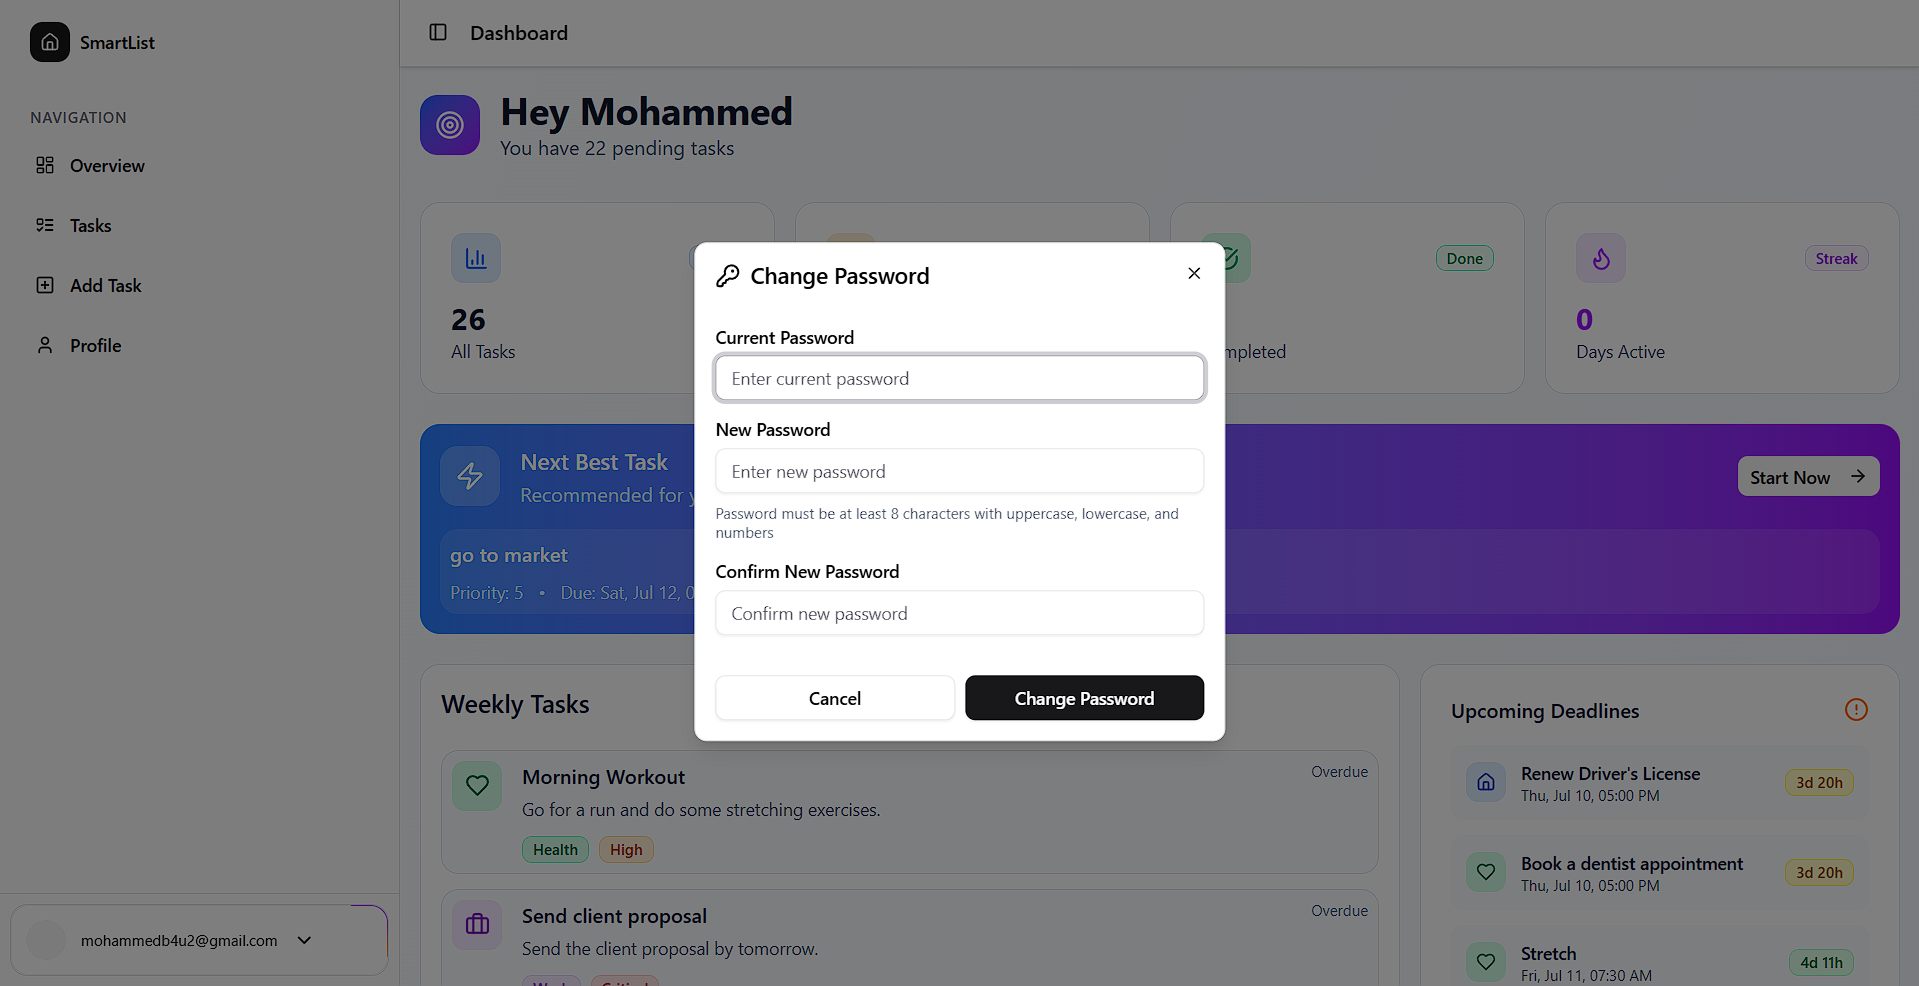 SmartList
NAVIGATION
Overview
Tasks
Add Task
Profile
mohammedb4u2@gmail.com
Dashboard
Hey Mohammed
You have 22 pending tasks
26
All Tasks
Done
mpleted
Streak
0
Days Active
Next Best Task
Recommended for y
Start Now
go to market
Priority: 5 • Due: Sat, Jul 12, 0
Change Password
Current Password
Enter current password
New Password
Enter new password
Password must be at least 8 characters with uppercase, lowercase, and
numbers
Confirm New Password
Confirm new password
Cancel
Change Password
Weekly Tasks
Morning Workout
Overdue
Go for a run and do some stretching exercises.
Health
High
Send client proposal
Overdue
Send the client proposal by tomorrow.
Upcoming Deadlines
Renew Driver's License
Thu, Jul 10, 05:00 PM
3d 20h
Book a dentist appointment
Thu, Jul 10, 05:00 PM
3d 20h
Stretch
Fri, Jul 11, 07:30 AM
4d 11h